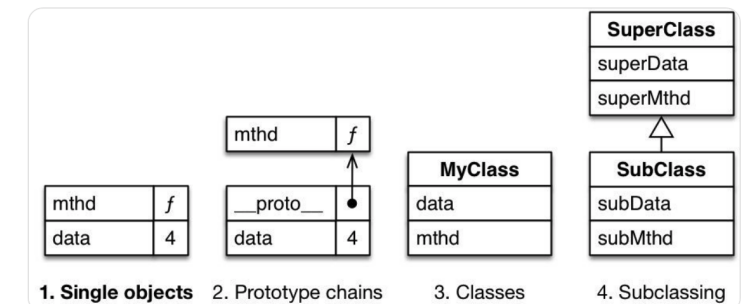 SuperClass
superData
superMthd
mthd ƒ
MyClass
SubClass
mthd ƒ
__proto__
data
subData
data 4
data 4
mthd
subMthd
1. Single objects
2. Prototype chains
3. Classes
4. Subclassing